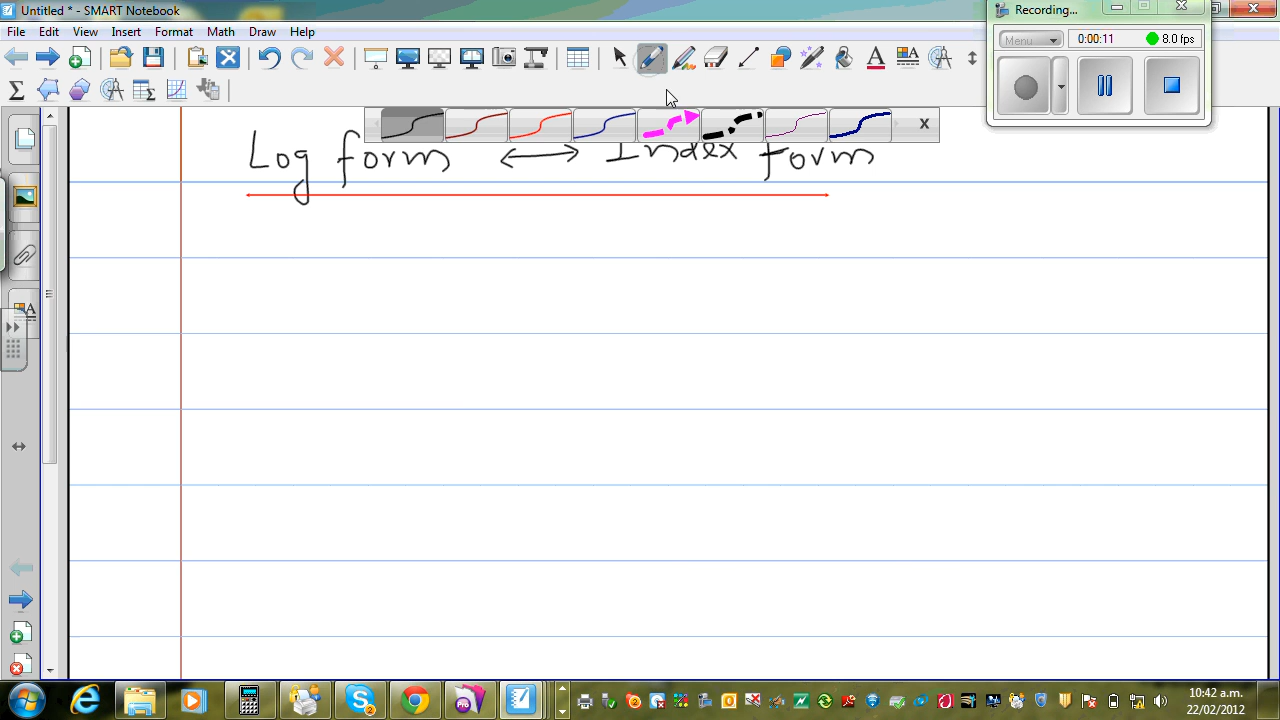 Untitled * - SMART Notebook
Recording...
File Edit View Insert Format Math Draw Help
Menu 0:00:11 8.0 fps
x
Log form ↔ Index form
10:42 a.m.
22/02/2012